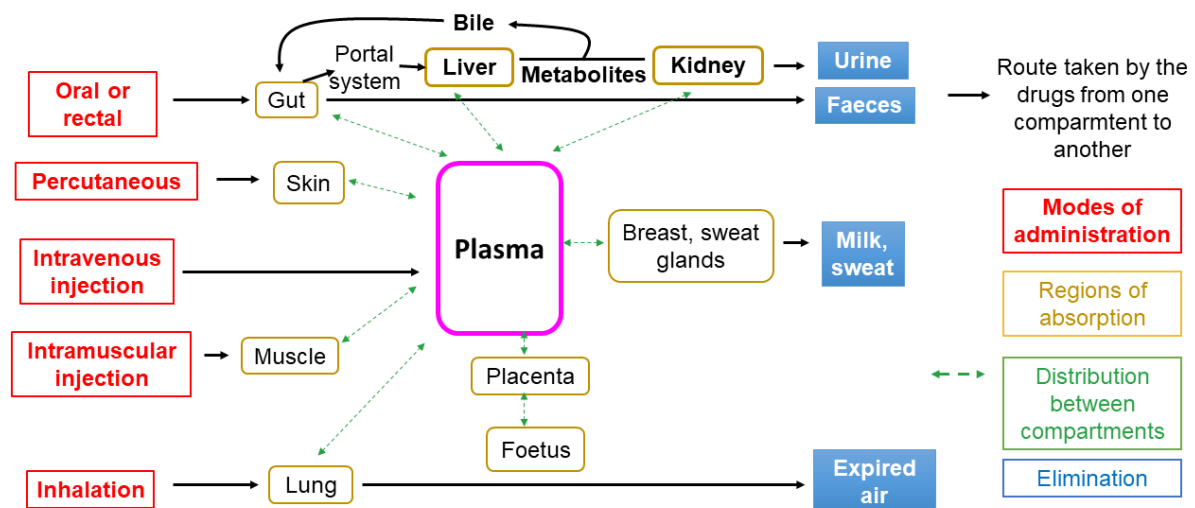 Bile
Portal
system
Liver
Metabolites
Kidney
Urine
Oral or
rectal
Gut
Faeces
Route taken by the
drugs from one
comparmtent to
another
Percutaneous
Skin
Plasma
Breast, sweat
glands
Milk,
sweat
Modes of
administration
Intravenous
injection
Regions of
absorption
Intramuscular
injection
Muscle
Placenta
Distribution
between
compartments
Foetus
Inhalation
Lung
Expired
air
Elimination